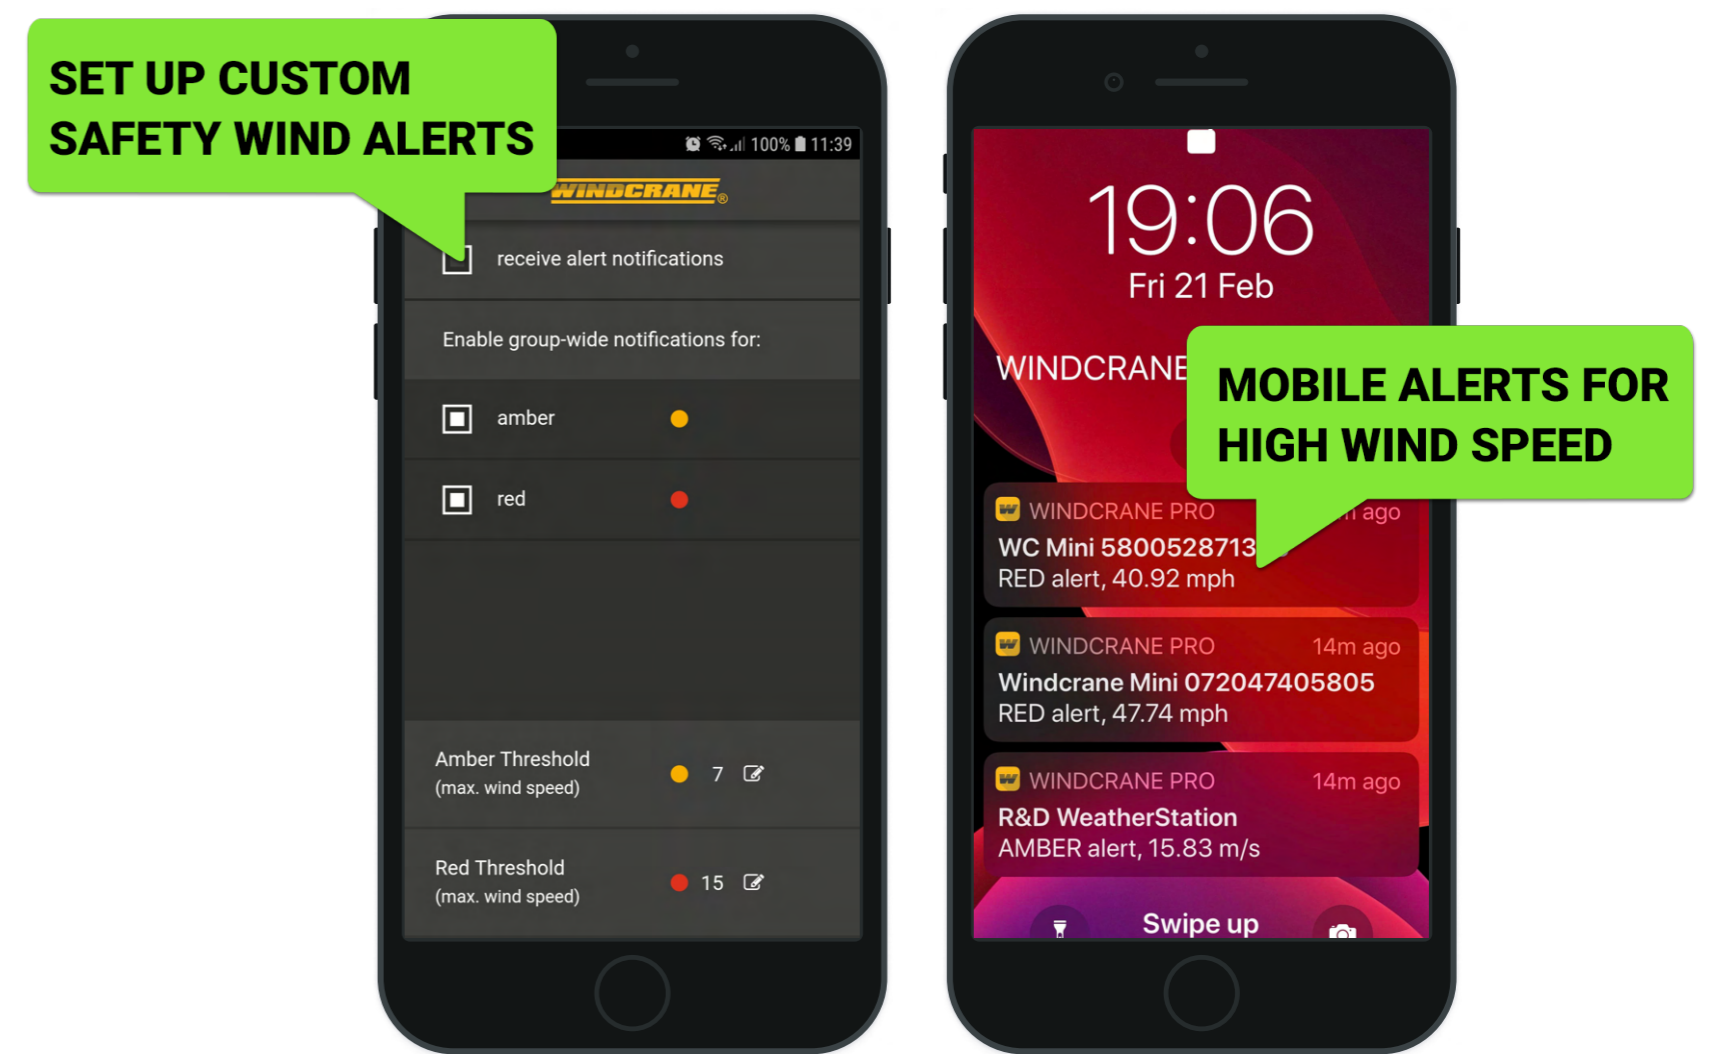 SET UP CUSTOM
SAFETY WIND ALERTS
100% 11:39
WINDCRANE®
receive alert notifications
Enable group-wide notifications for:
amber
red
Amber Threshold
(max. wind speed)
7
Red Threshold
(max. wind speed)
15
19:06
Fri 21 Feb
WINDCRANE
MOBILE ALERTS FOR
HIGH WIND SPEED
WINDCRANE PRO
ago
WC Mini 5800528713
RED alert, 40.92 mph
WINDCRANE PRO
14m ago
Windcrane Mini 072047405805
RED alert, 47.74 mph
WINDCRANE PRO
14m ago
R&D WeatherStation
AMBER alert, 15.83 m/s
Swipe up